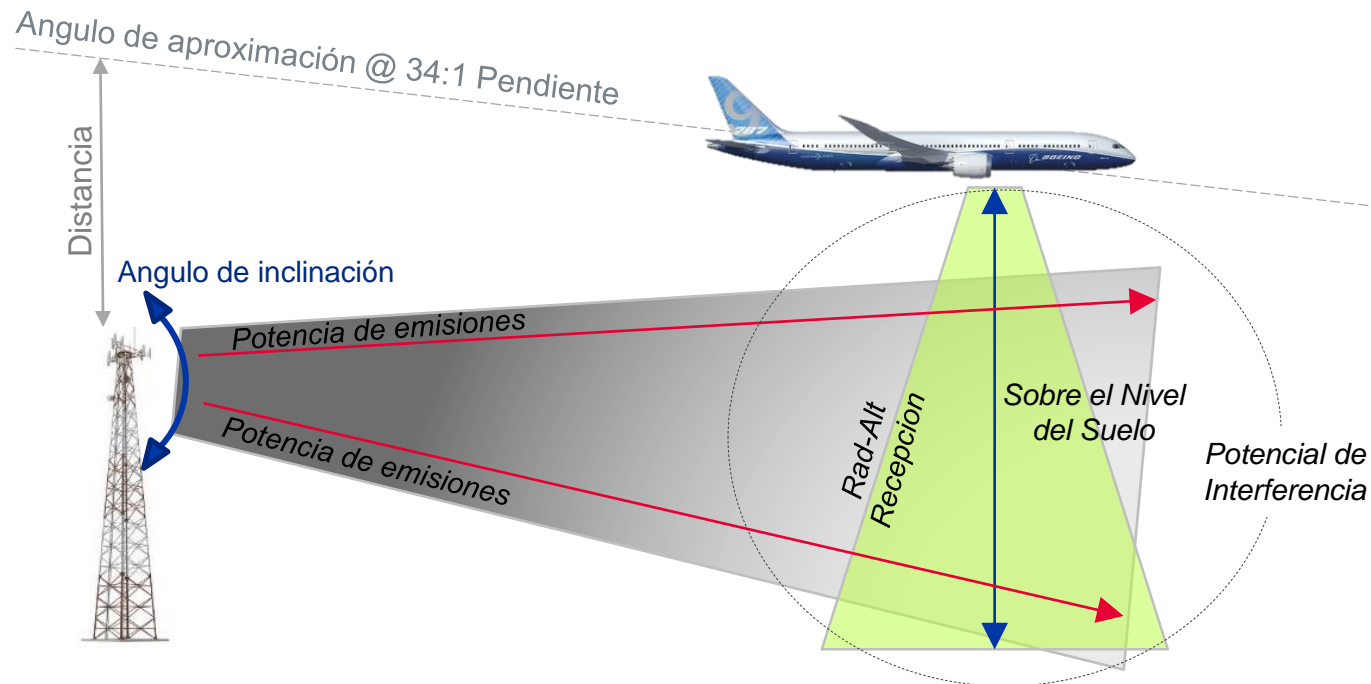 Angulo de aproximación @ 34:1 Pendiente
Distancia
787
BOEING
Angulo de inclinación
Potencia de emisiones
Potencia de emisiones
Rad-Alt
Recepcion
Sobre el Nivel
del Suelo
Potencial de
Interferencia